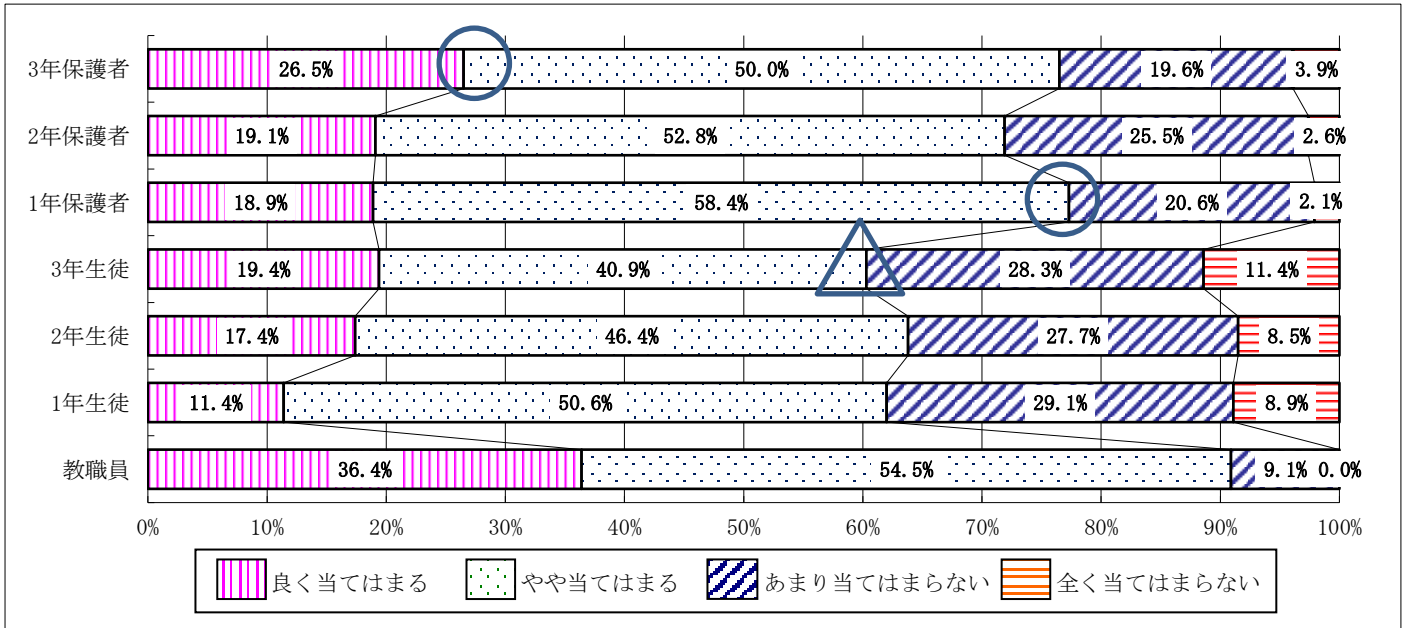 3年保護者 26.5% 50.0% 19.6% 3.9%
2年保護者 19.1% 52.8% 25.5% 2.6%
1年保護者 18.9% 58.4% 20.6% 2.1%
3年生徒 19.4% 40.9% 28.3% 11.4%
2年生徒 17.4% 46.4% 27.7% 8.5%
1年生徒 11.4% 50.6% 29.1% 8.9%
教職員 36.4% 54.5% 9.1% 0.0%
0% 10% 20% 30% 40% 50% 60% 70% 80% 90% 100%
良く当てはまる やや当てはまる あまり当てはまらない 全く当てはまらない